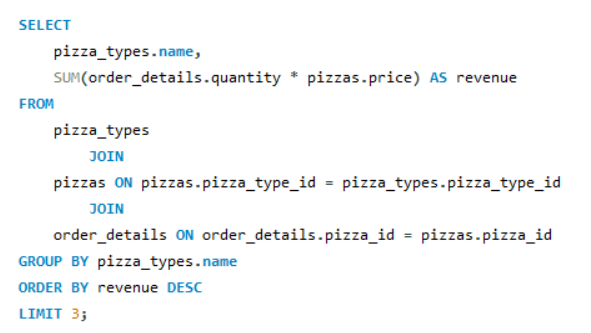 SELECT
    pizza_types.name,
    SUM(order_details.quantity * pizzas.price) AS revenue
FROM
    pizza_types
        JOIN
    pizzas ON pizzas.pizza_type_id = pizza_types.pizza_type_id
        JOIN
    order_details ON order_details.pizza_id = pizzas.pizza_id
GROUP BY pizza_types.name
ORDER BY revenue DESC
LIMIT 3;